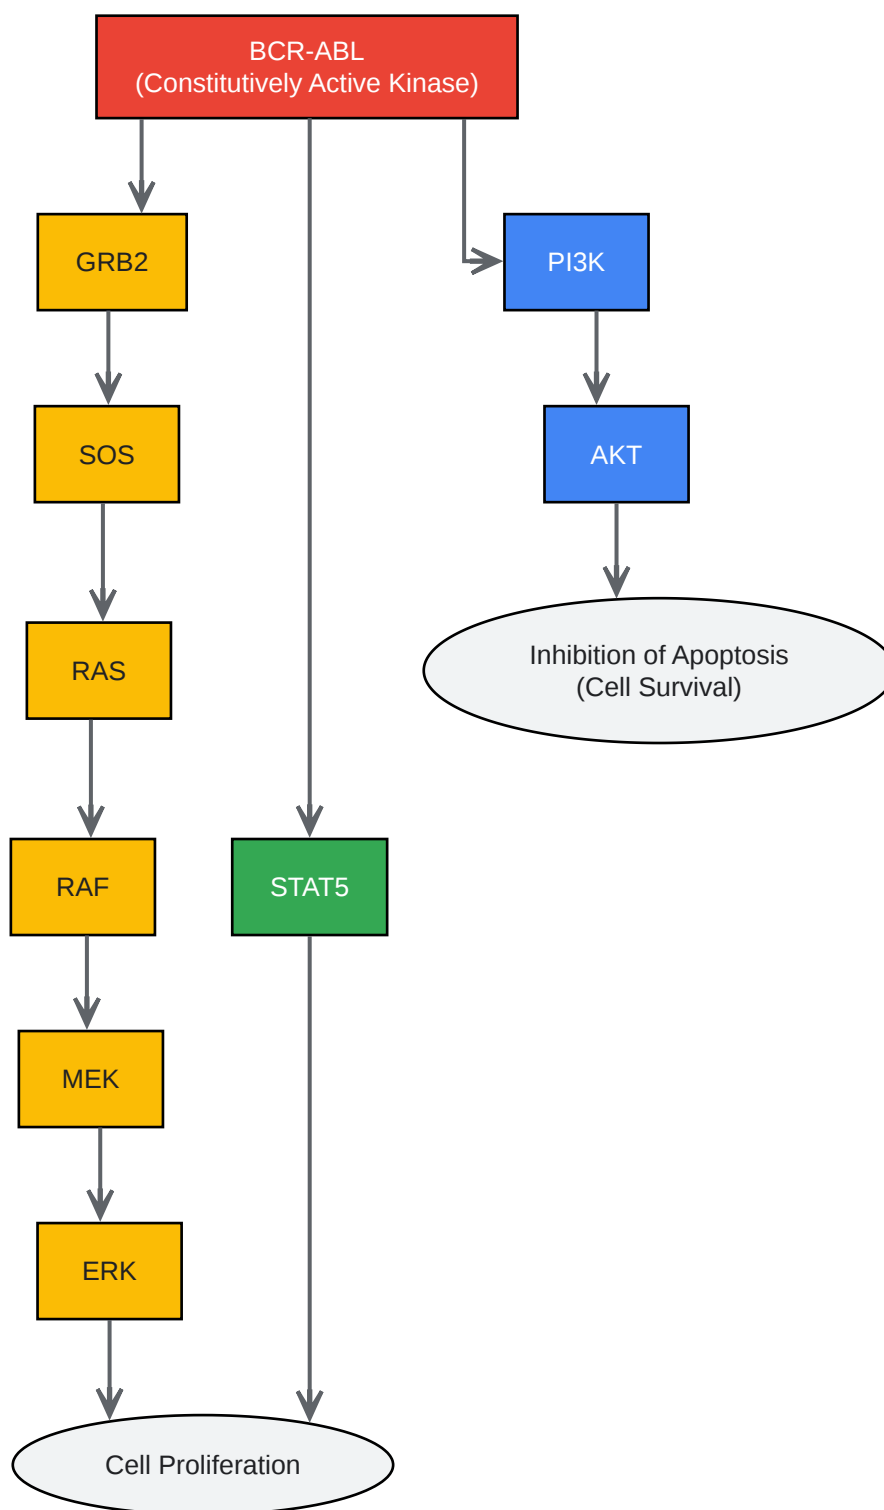 BCR-ABL
(Constitutively Active Kinase)
GRB2
PI3K
SOS
AKT
RAS
Inhibition of Apoptosis
(Cell Survival)
RAF
STAT5
MEK
ERK
Cell Proliferation